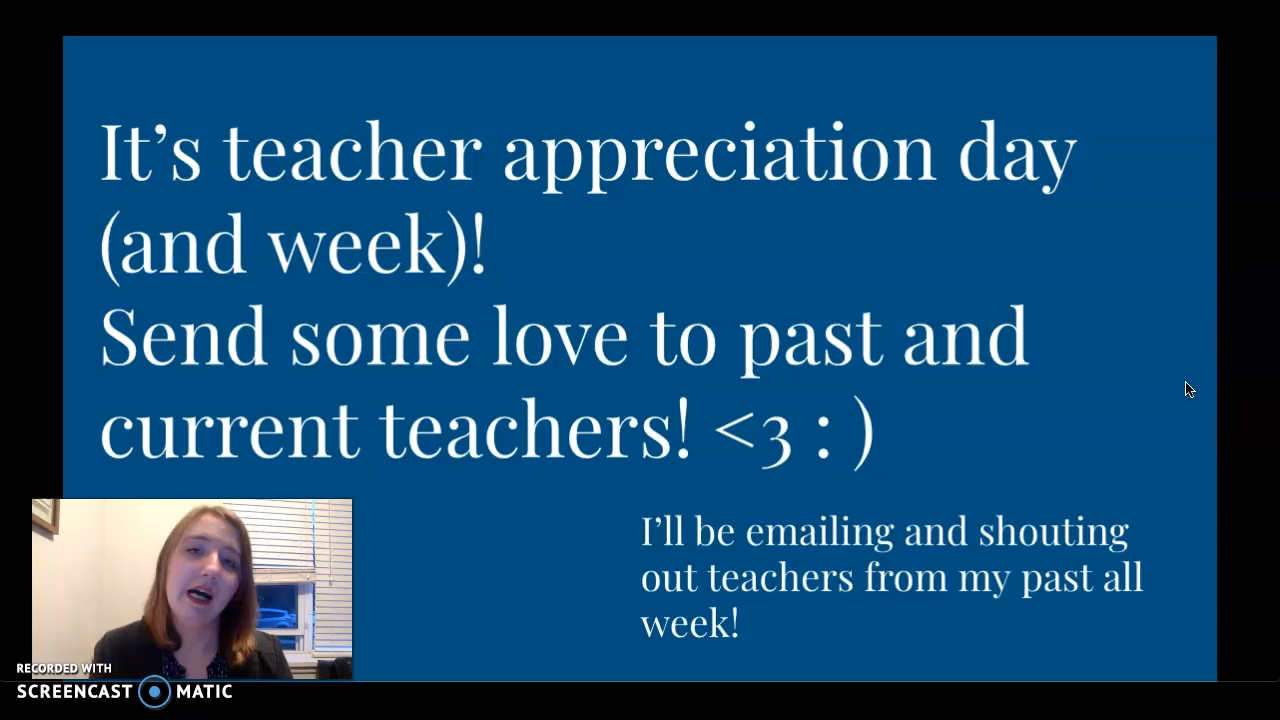 It’s teacher appreciation day
(and week)!
Send some love to past and
current teachers! <3 : )
I’ll be emailing and shouting
out teachers from my past all
week!
RECORDED WITH
SCREENCAST MATIC